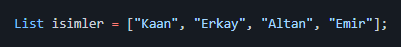 List isimler = ["Kaan", "Erkay", "Altan", "Emir"];